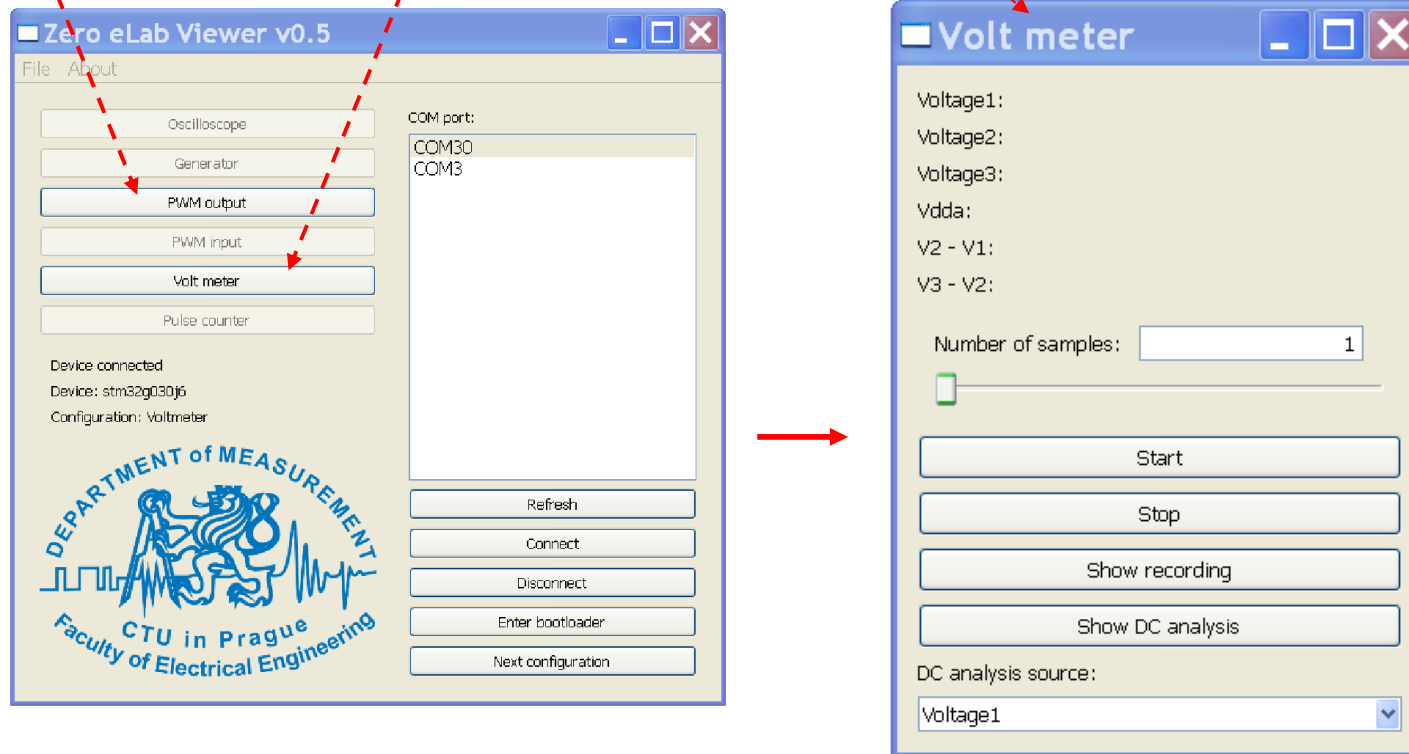 Zero eLab Viewer v0.5
File About
Oscilloscope
Generator
PWM output
PWM input
Volt meter
Pulse counter
Device connected
Device: stm32g030j6
Configuration: Voltmeter
DEPARTMENT of MEASUREMENT
CTU in Prague
Faculty of Electrical Engineering
COM port:
COM30
COM3
Refresh
Connect
Disconnect
Enter bootloader
Next configuration
Volt meter
Voltage1:
Voltage2:
Voltage3:
Vdda:
V2 - V1:
V3 - V2:
Number of samples: 1
Start
Stop
Show recording
Show DC analysis
DC analysis source:
Voltage1